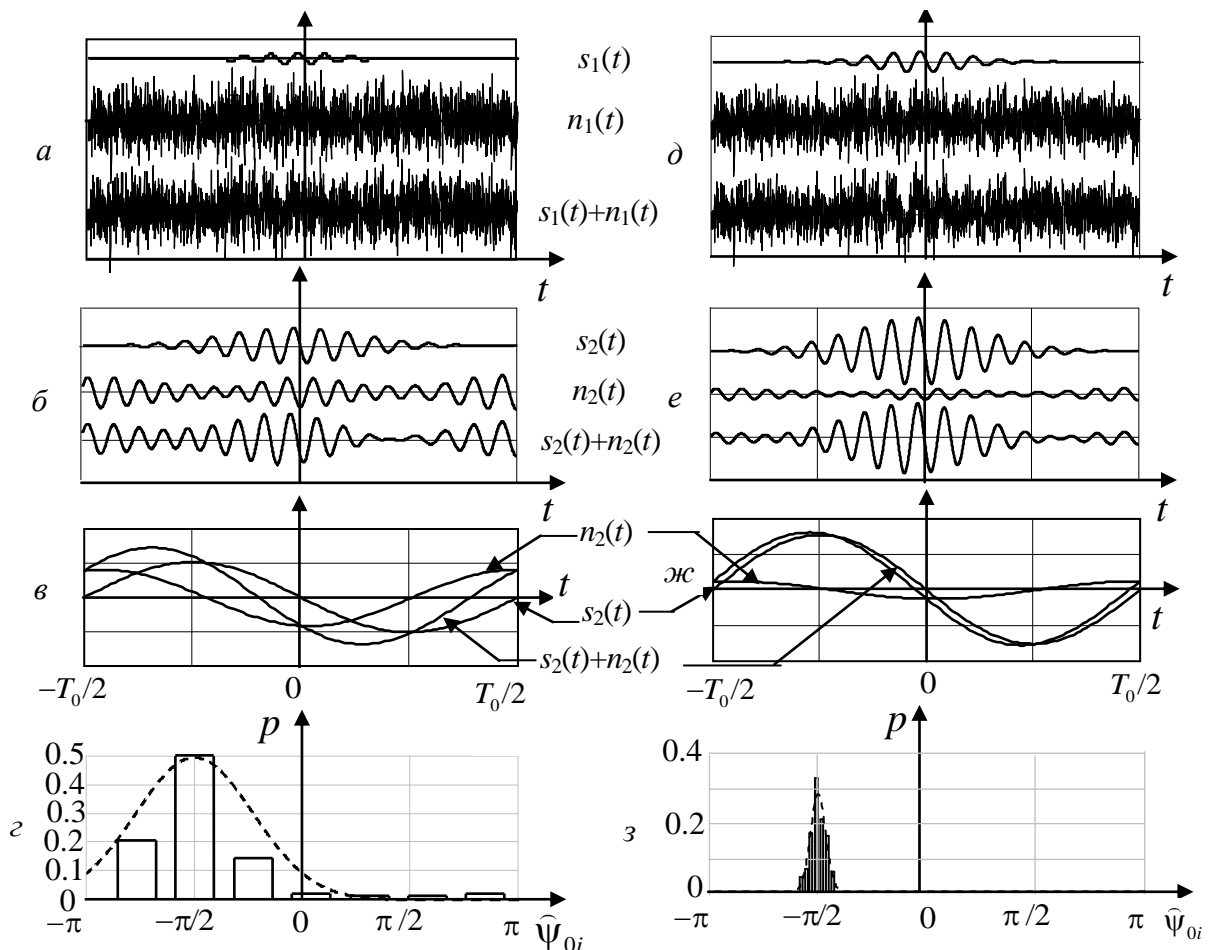 s₁(t)
n₁(t)
а
д
s₁(t)+n₁(t)
t
t
s₂(t)
б
n₂(t)
е
s₂(t)+n₂(t)
t
t
n₂(t)
в
t
ж
s₂(t)
t
s₂(t)+n₂(t)
−T₀/2
0
T₀/2
−T₀/2
0
T₀/2
p
0.5
0.4
0.3
0.2
0.1
0
г
−π
−π/2
0
π/2
π
ψ̂₀ᵢ
p
0.4
0.2
0
з
−π
−π/2
0
π/2
π
ψ̂₀ᵢ